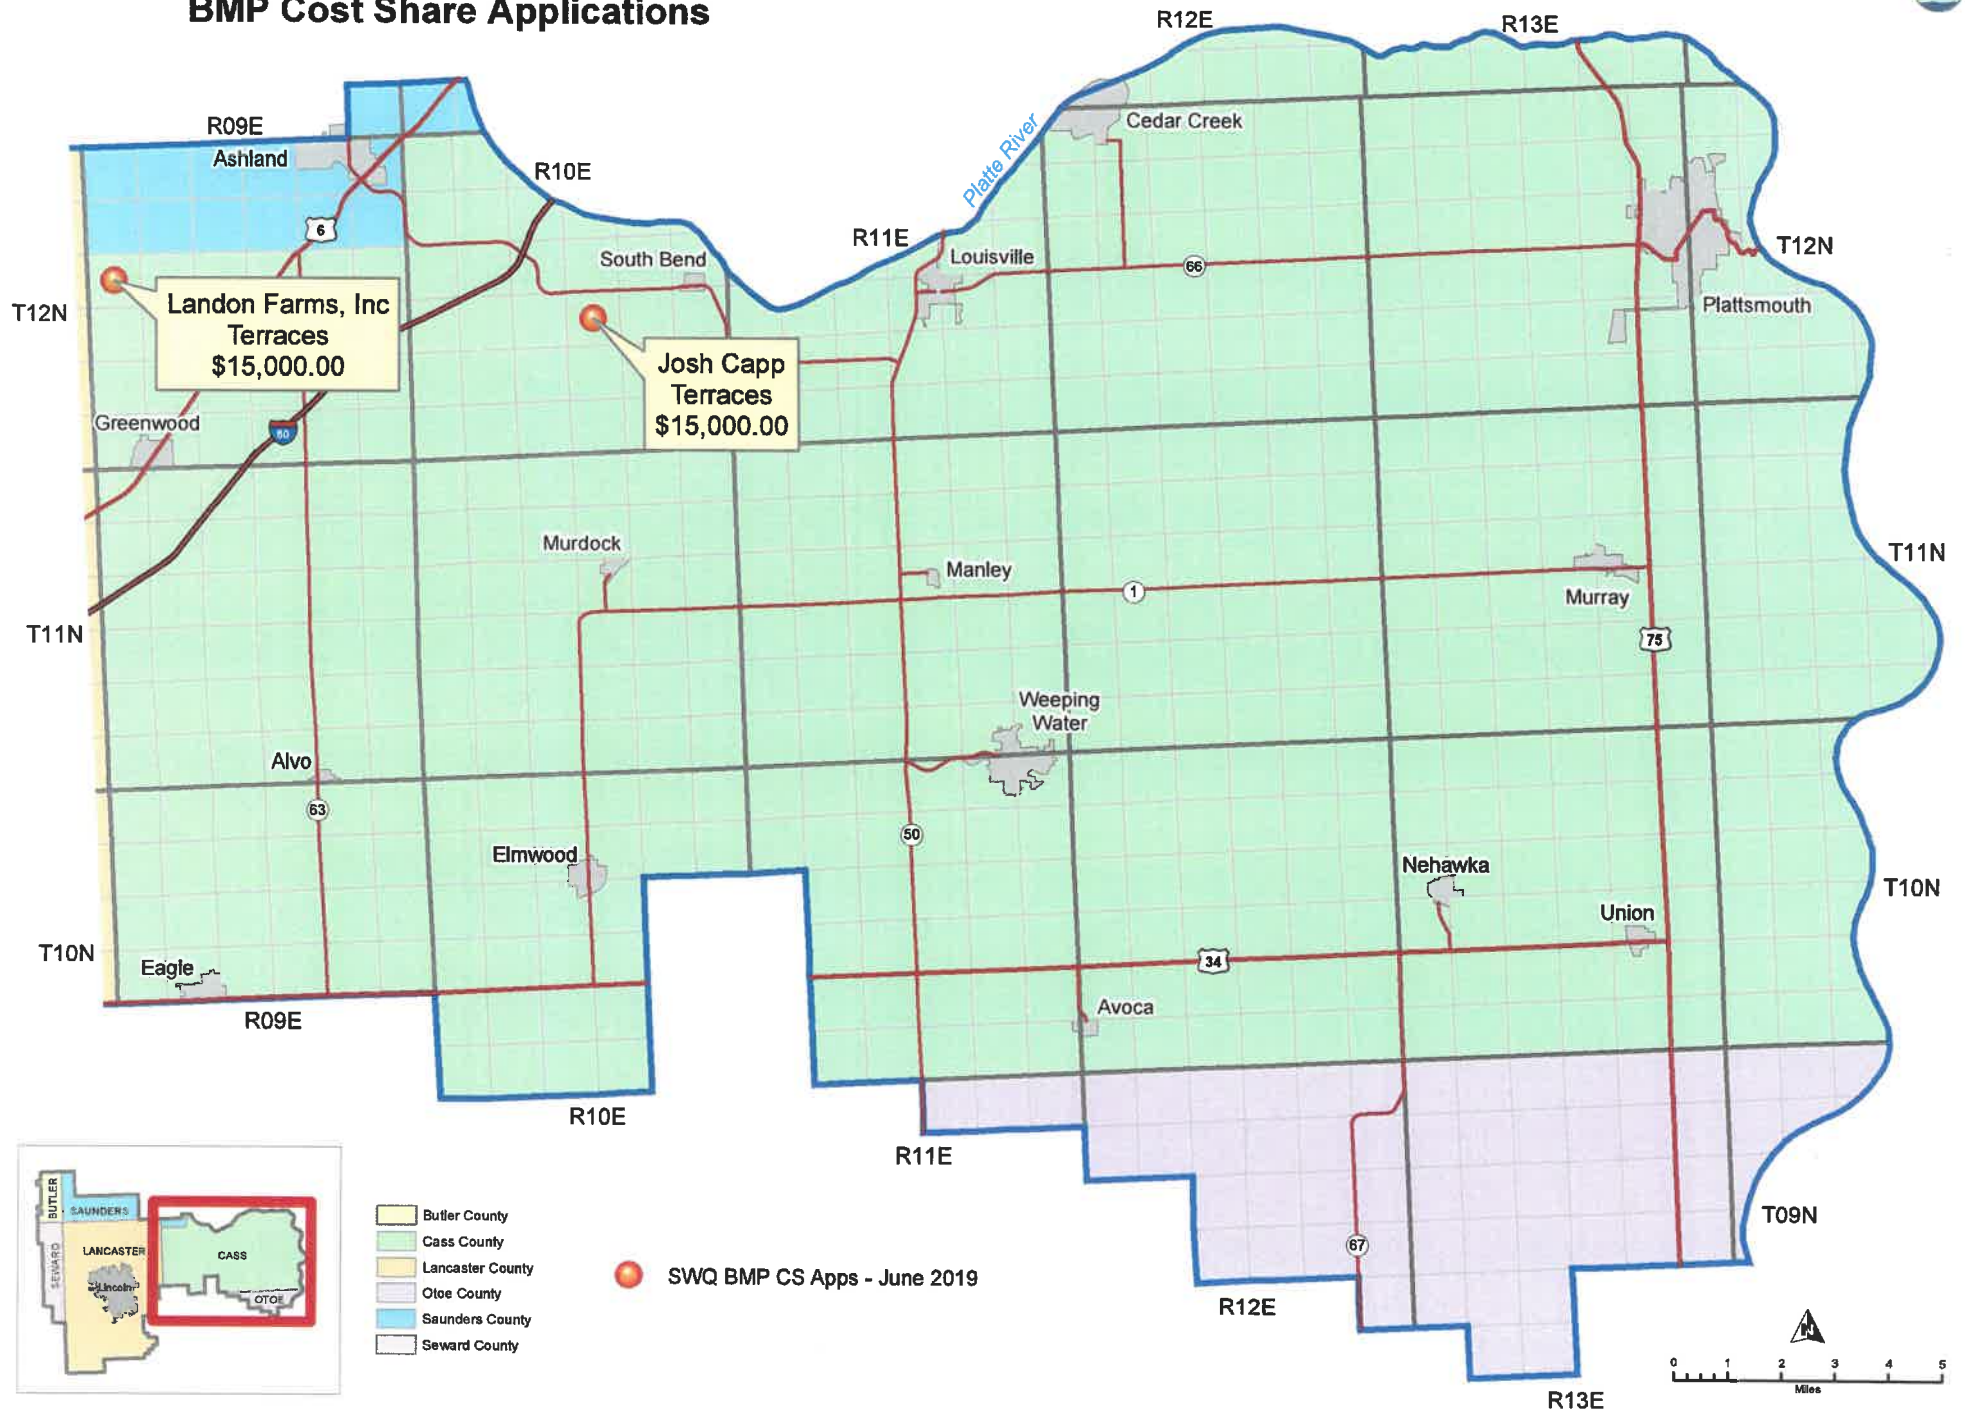 BMP Cost Share Applications
R12E
R13E
R09E
Ashland
R10E
Platte River
Cedar Creek
6
R11E
South Bend
Louisville
66
T12N
T12N
Landon Farms, Inc
Terraces
$15,000.00
Josh Capp
Terraces
$15,000.00
Plattsmouth
Greenwood
80
Murdock
Manley
1
Murray
T11N
T11N
75
Weeping
Water
Alvo
63
50
Elmwood
Nehawka
T10N
Union
T10N
Eagle
34
Avoca
R09E
R10E
R11E
T09N
67
R12E
R13E
BUTLER
SAUNDERS
SEWARD
LANCASTER
Lincoln
CASS
OTOE
Butler County
Cass County
Lancaster County
Otoe County
Saunders County
Seward County
SWQ BMP CS Apps - June 2019
N
0 1 2 3 4 5
Miles